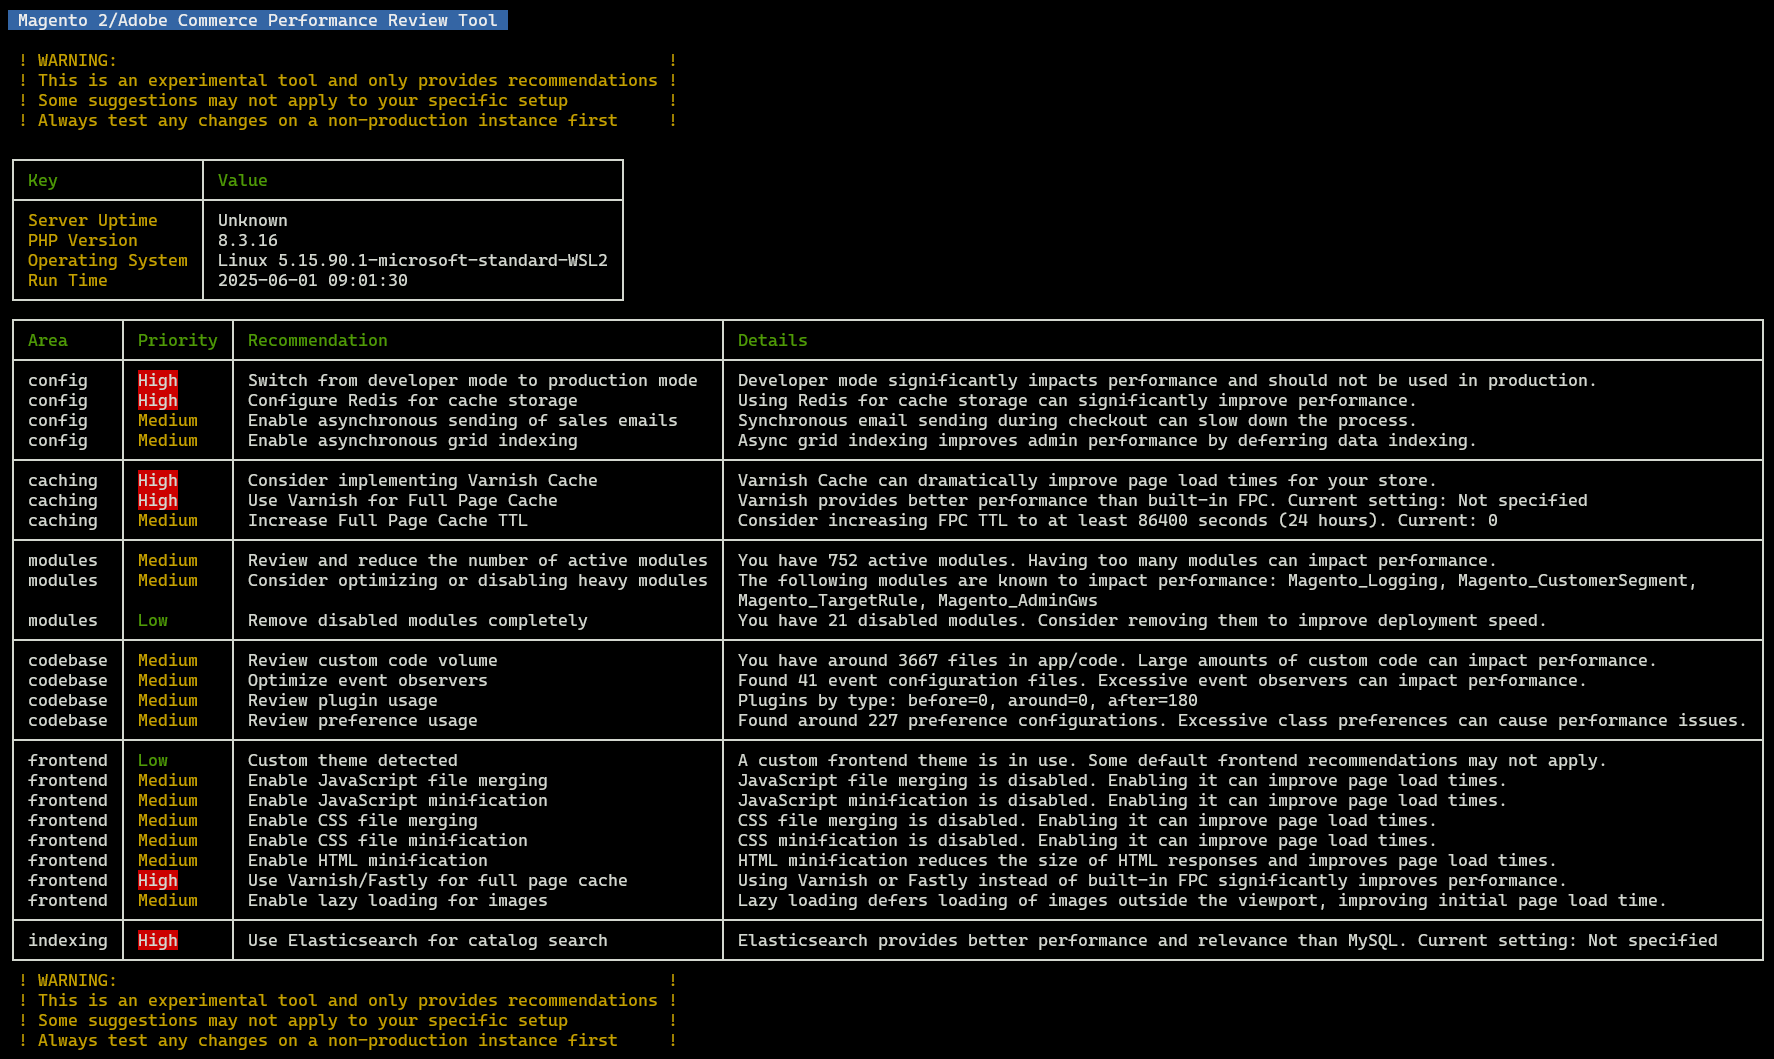 Magento 2/Adobe Commerce Performance Review Tool
! WARNING: !
! This is an experimental tool and only provides recommendations !
! Some suggestions may not apply to your specific setup !
! Always test any changes on a non-production instance first !
Key Value
Server Uptime Unknown
PHP Version 8.3.16
Operating System Linux 5.15.90.1-microsoft-standard-WSL2
Run Time 2025-06-01 09:01:30
Area Priority Recommendation Details
config High Switch from developer mode to production mode Developer mode significantly impacts performance and should not be used in production.
config High Configure Redis for cache storage Using Redis for cache storage can significantly improve performance.
config Medium Enable asynchronous sending of sales emails Synchronous email sending during checkout can slow down the process.
config Medium Enable asynchronous grid indexing Async grid indexing improves admin performance by deferring data indexing.
caching High Consider implementing Varnish Cache Varnish Cache can dramatically improve page load times for your store.
caching High Use Varnish for Full Page Cache Varnish provides better performance than built-in FPC. Current setting: Not specified
caching Medium Increase Full Page Cache TTL Consider increasing FPC TTL to at least 86400 seconds (24 hours). Current: 0
modules Medium Review and reduce the number of active modules You have 752 active modules. Having too many modules can impact performance.
modules Medium Consider optimizing or disabling heavy modules The following modules are known to impact performance: Magento_Logging, Magento_CustomerSegment,
Magento_TargetRule, Magento_AdminGws
modules Low Remove disabled modules completely You have 21 disabled modules. Consider removing them to improve deployment speed.
codebase Medium Review custom code volume You have around 3667 files in app/code. Large amounts of custom code can impact performance.
codebase Medium Optimize event observers Found 41 event configuration files. Excessive event observers can impact performance.
codebase Medium Review plugin usage Plugins by type: before=0, around=0, after=180
codebase Medium Review preference usage Found around 227 preference configurations. Excessive class preferences can cause performance issues.
frontend Low Custom theme detected A custom frontend theme is in use. Some default frontend recommendations may not apply.
frontend Medium Enable JavaScript file merging JavaScript file merging is disabled. Enabling it can improve page load times.
frontend Medium Enable JavaScript minification JavaScript minification is disabled. Enabling it can improve page load times.
frontend Medium Enable CSS file merging CSS file merging is disabled. Enabling it can improve page load times.
frontend Medium Enable CSS file minification CSS minification is disabled. Enabling it can improve page load times.
frontend Medium Enable HTML minification HTML minification reduces the size of HTML responses and improves page load times.
frontend High Use Varnish/Fastly for full page cache Using Varnish or Fastly instead of built-in FPC significantly improves performance.
frontend Medium Enable lazy loading for images Lazy loading defers loading of images outside the viewport, improving initial page load time.
indexing High Use Elasticsearch for catalog search Elasticsearch provides better performance and relevance than MySQL. Current setting: Not specified
! WARNING: !
! This is an experimental tool and only provides recommendations !
! Some suggestions may not apply to your specific setup !
! Always test any changes on a non-production instance first !